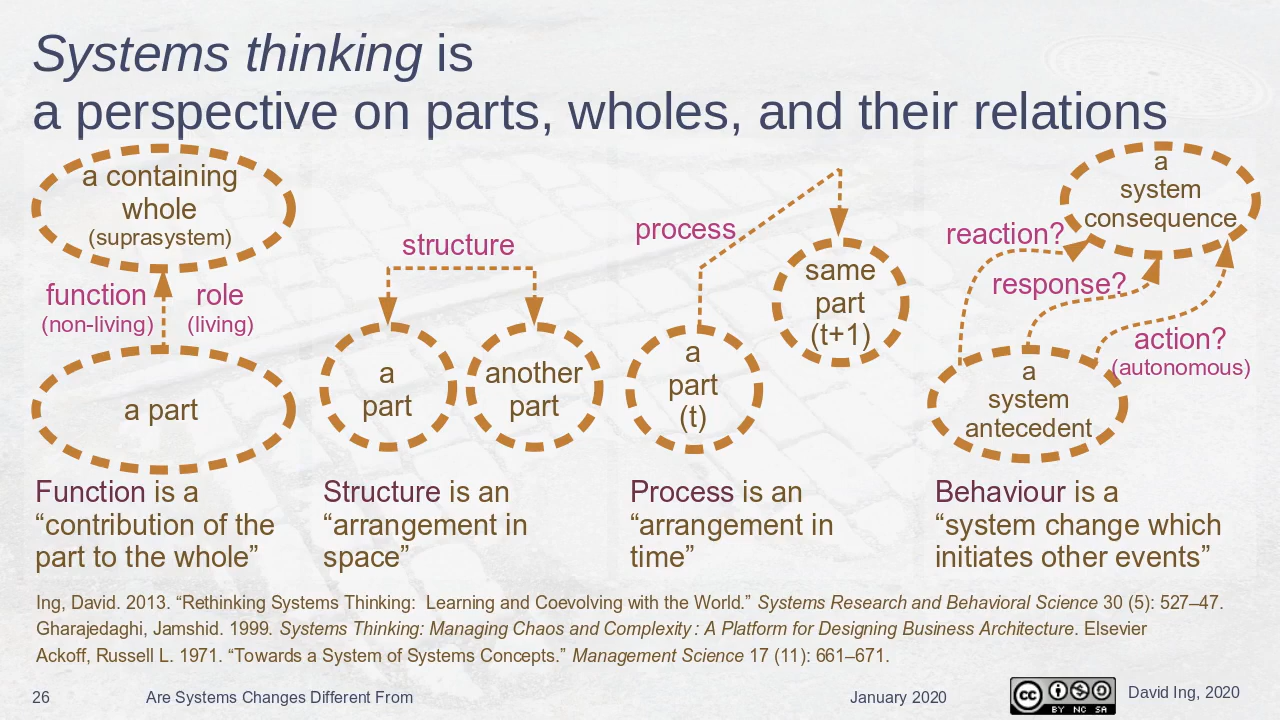 Systems thinking is
a perspective on parts, wholes, and their relations
a containing
whole
(suprasystem)
function
(non-living)
role
(living)
a part
Function is a
“contribution of the
part to the whole”
structure
a
part
another
part
Structure is an
“arrangement in
space”
process
a
part
(t)
same
part
(t+1)
Process is an
“arrangement in
time”
a
system
consequence
reaction?
response?
action?
(autonomous)
a
system
antecedent
Behaviour is a
“system change which
initiates other events”
Ing, David. 2013. “Rethinking Systems Thinking: Learning and Coevolving with the World.” Systems Research and Behavioral Science 30 (5): 527–47.
Gharajedaghi, Jamshid. 1999. Systems Thinking: Managing Chaos and Complexity : A Platform for Designing Business Architecture. Elsevier
Ackoff, Russell L. 1971. “Towards a System of Systems Concepts.” Management Science 17 (11): 661–671.
26
Are Systems Changes Different From
January 2020
cc
BY NC SA
David Ing, 2020